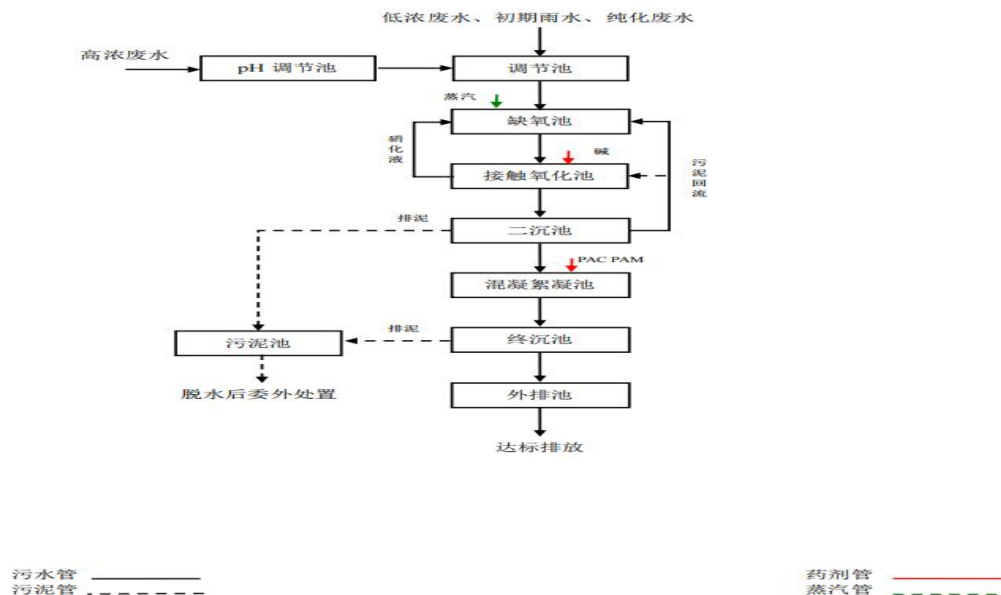 低浓废水、初期雨水、纯化废水
高浓废水
pH 调节池
调节池
蒸汽
缺氧池
硝化液
碱
接触氧化池
污泥回流
排泥
二沉池
PAC PAM
混凝絮凝池
排泥
污泥池
终沉池
脱水后委外处置
外排池
达标排放
污水管
药剂管
污泥管
蒸汽管